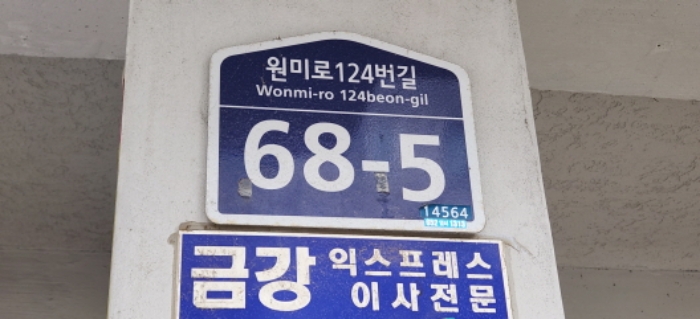 원미로124번길
Wonmi-ro 124beon-gil
68-5
14564
금강 익스프레스
이사전문